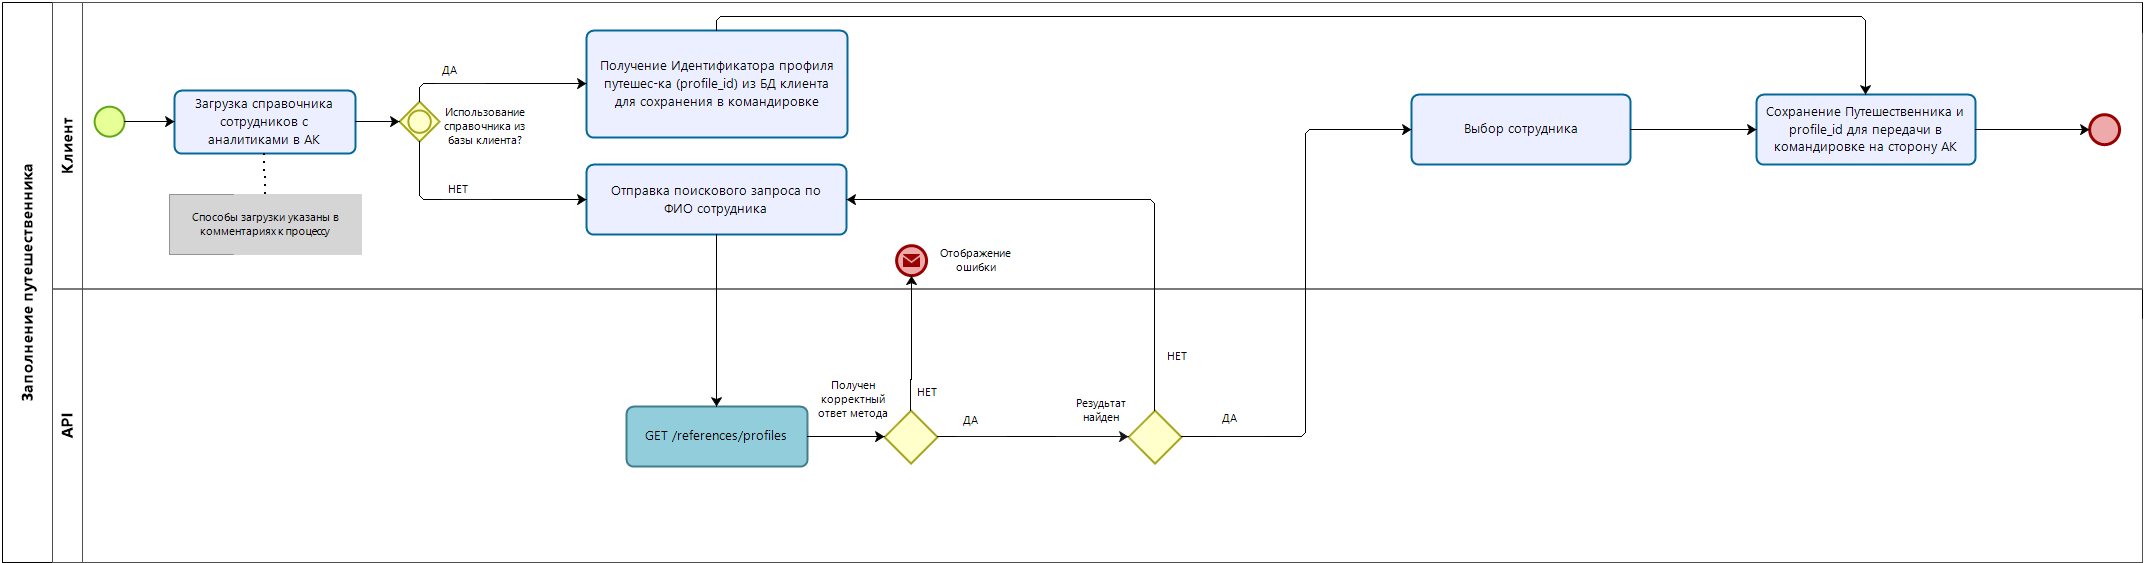 Заполнение путешественника
Клиент
Загрузка справочника
сотрудников с
аналитиками в АК
Способы загрузки указаны в
комментариях к процессу
ДА
Использование
справочника из
базы клиента?
НЕТ
Получение Идентификатора профиля
путешес-ка (profile_id) из БД клиента
для сохранения в командировке
Отправка поискового запроса по
ФИО сотрудника
Отображение
ошибки
Выбор сотрудника
Сохранение Путешественника и
profile_id для передачи в
командировке на сторону АК
API
GET /references/profiles
Получен
корректный
ответ метода
НЕТ
ДА
Резудьтат
найден
НЕТ
ДА